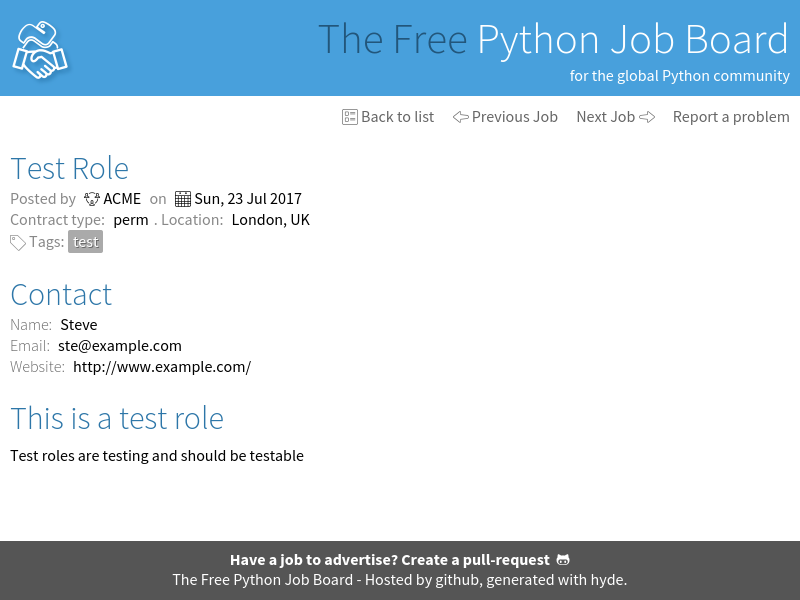 The Free Python Job Board
for the global Python community
Back to list Previous Job Next Job Report a problem
Test Role
Posted by ACME on Sun, 23 Jul 2017
Contract type: perm . Location: London, UK
Tags: test
Contact
Name: Steve
Email: ste@example.com
Website: http://www.example.com/
This is a test role
Test roles are testing and should be testable
Have a job to advertise? Create a pull-request
The Free Python Job Board - Hosted by github, generated with hyde.